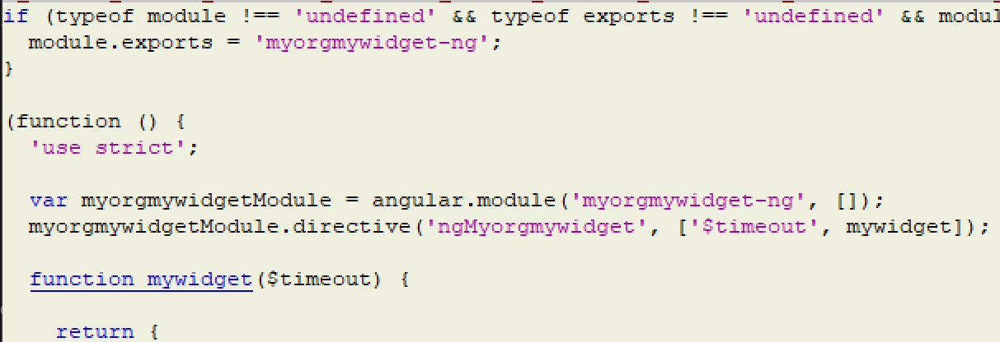 if (typeof module !== 'undefined' && typeof exports !== 'undefined' && modul
  module.exports = 'myorgmywidget-ng';
}
(function () {
  'use strict';
  var myorgmywidgetModule = angular.module('myorgmywidget-ng', []);
  myorgmywidgetModule.directive('ngMyorgmywidget', ['$timeout', mywidget]);
  function mywidget($timeout) {
    return {